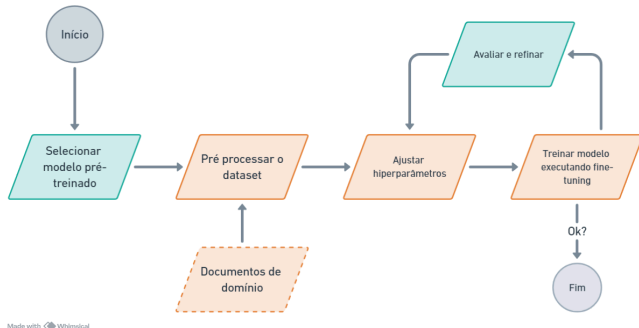 Início
Avaliar e refinar
Selecionar
modelo pré-
treinado
Pré processar o
dataset
Ajustar
hiperparâmetros
Treinar modelo
executando fine-
tuning
Ok?
Documentos de
domínio
Fim
Made with Whimsical